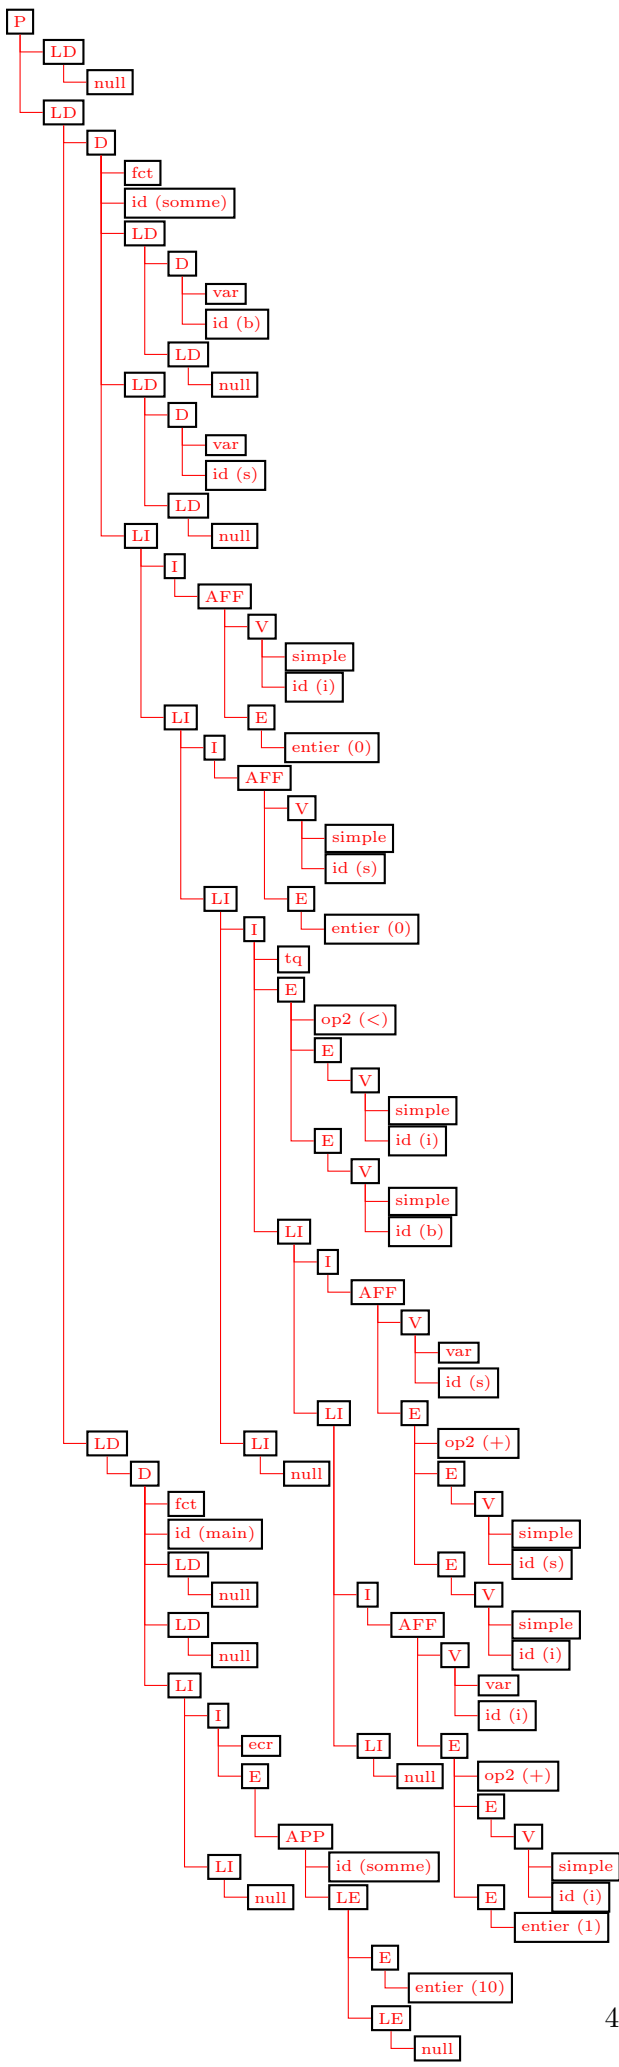 P
LD
null
LD
D
fct
id (somme)
LD
D
var
id (b)
LD
null
LD
D
var
id (s)
LD
null
LI
I
AFF
V
simple
id (i)
LI E
I entier (0)
AFF
V
simple
id (s)
LI E
I entier (0)
tq
E
op2 (<)
E
V
simple
E id (i)
V
simple
LI id (b)
I
AFF
V
var
id (s)
LI E
LD LI op2 (+)
D null E
fct V
id (main) simple
LD E id (s)
null I V
LD AFF simple
null V id (i)
LI var
I id (i)
ecr LI E
E null op2 (+)
E
APP V
LI id (somme) simple
null LE E id (i)
entier (1)
E
entier (10)
LE 4
null